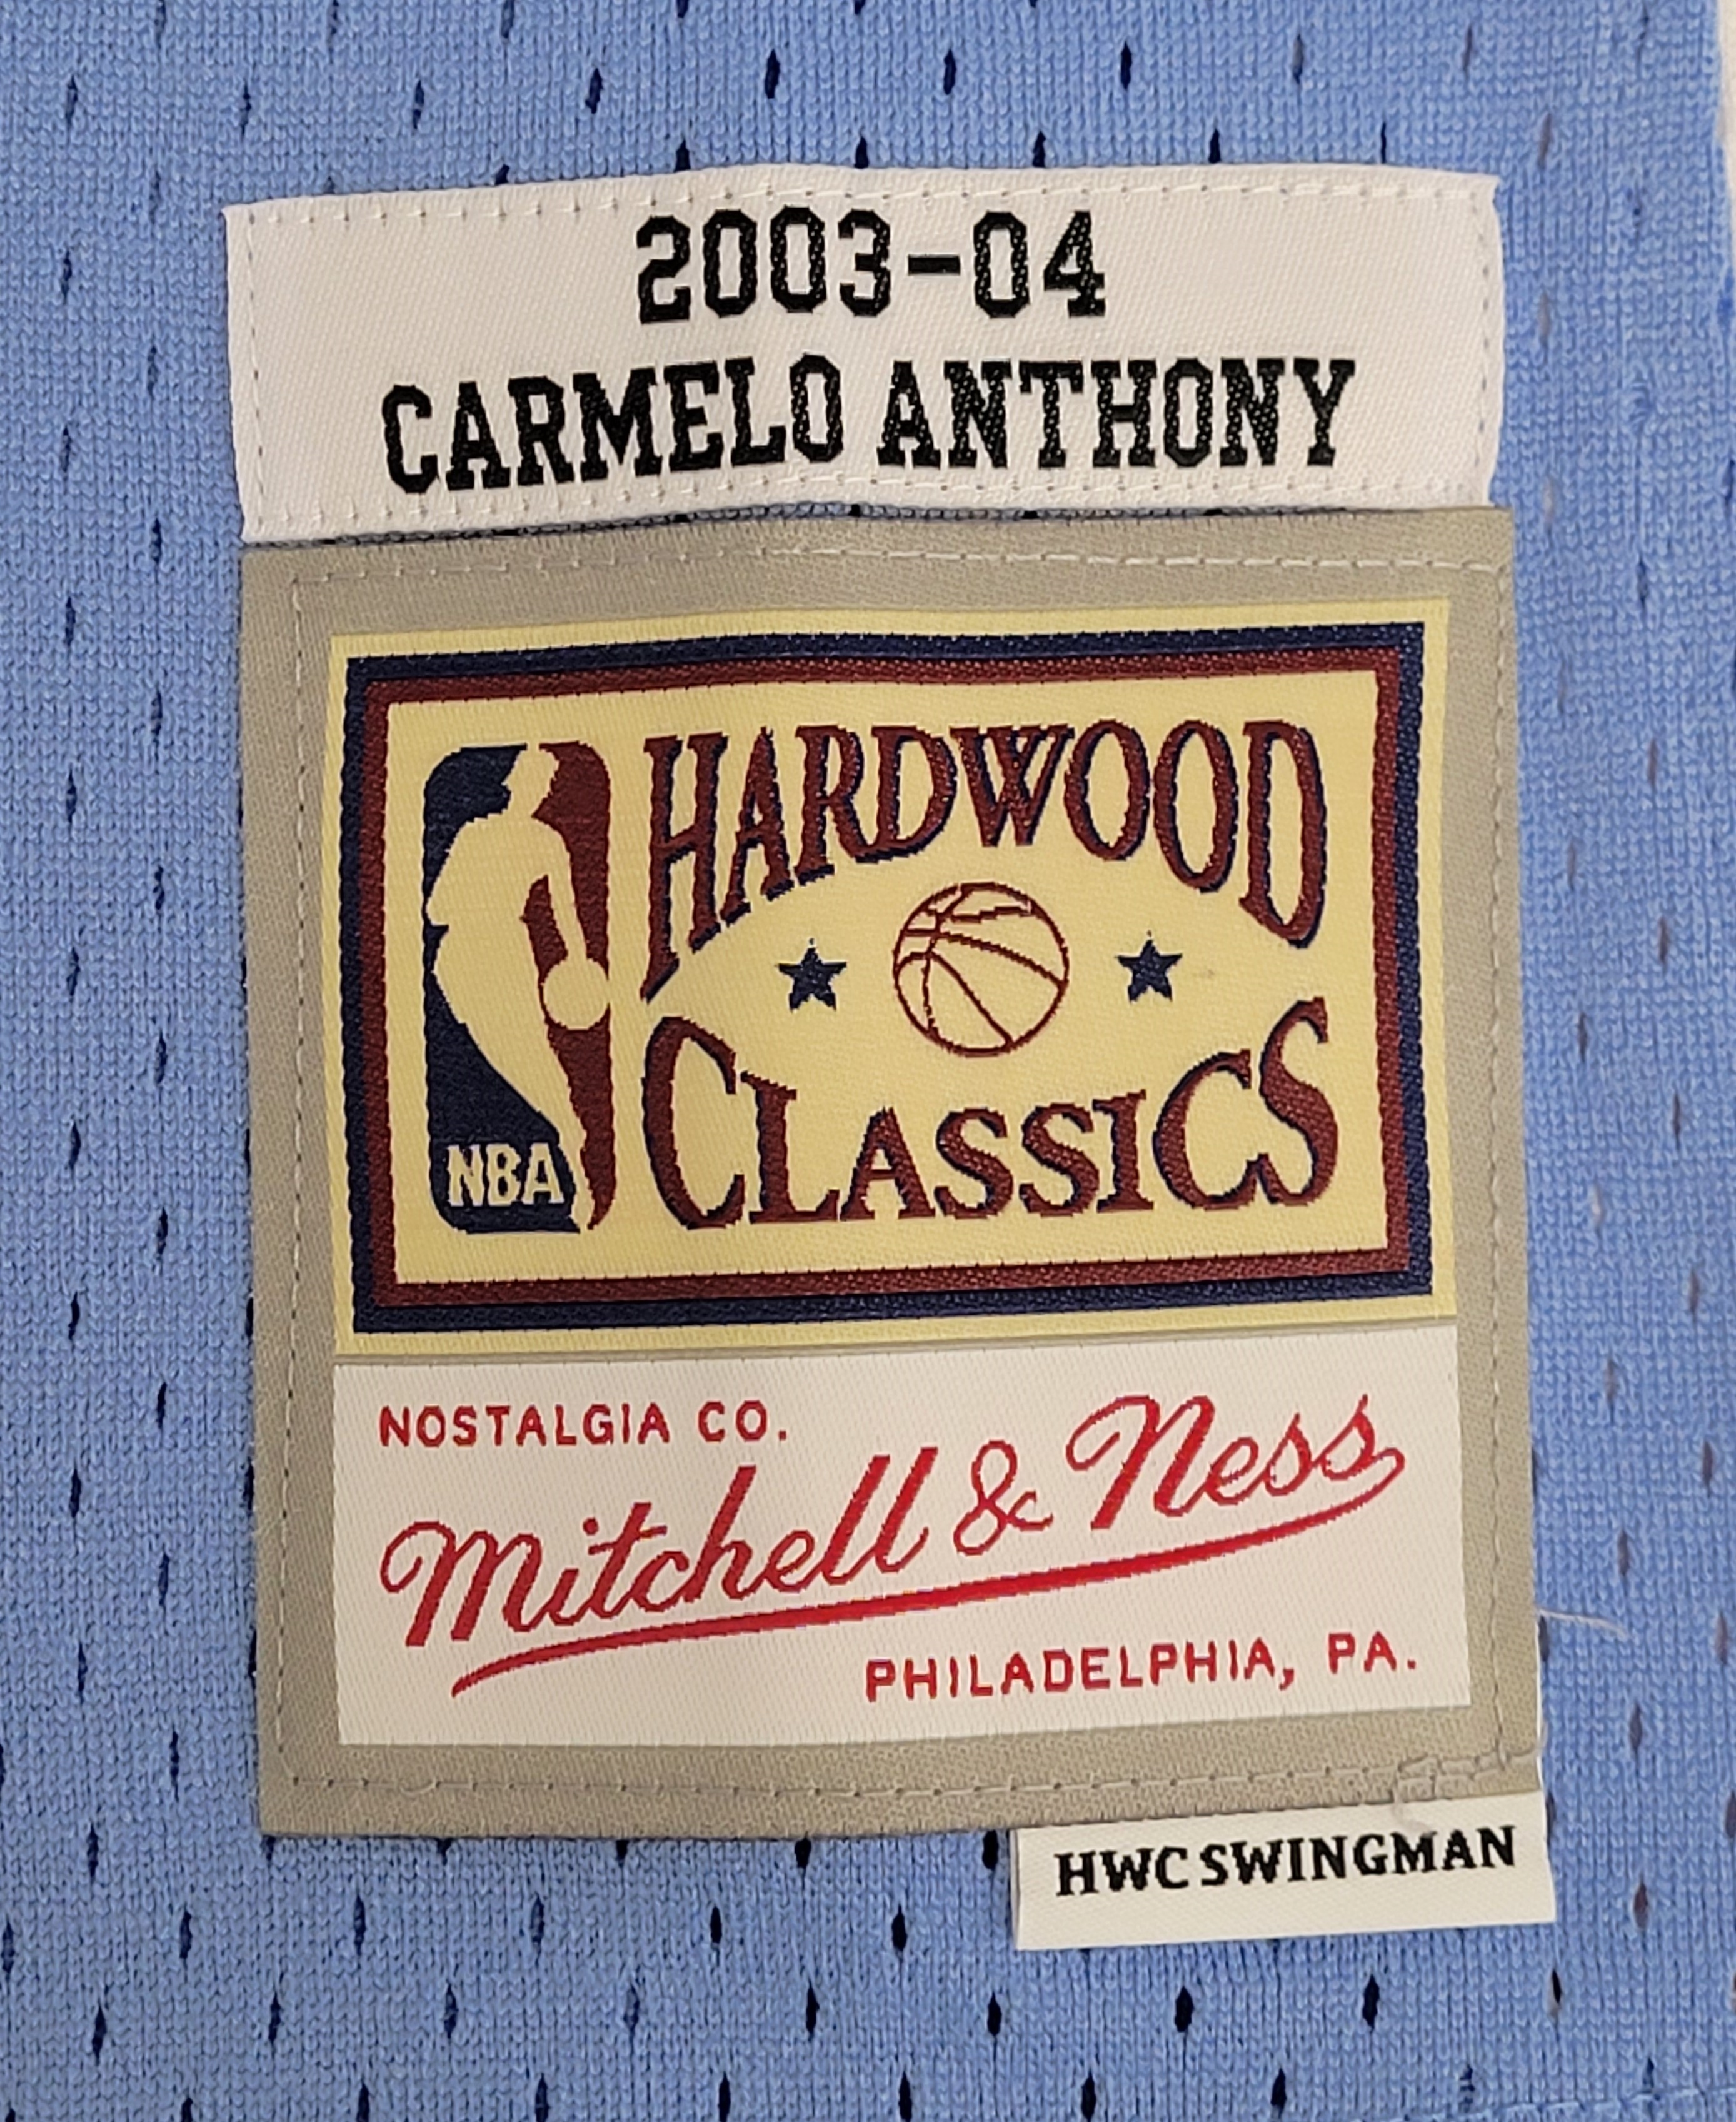 2003-04
CARMELO ANTHONY
HARDWOOD
CLASSICS
NBA
NOSTALGIA CO.
Mitchell & Ness
PHILADELPHIA, PA.
HWC SWINGMAN